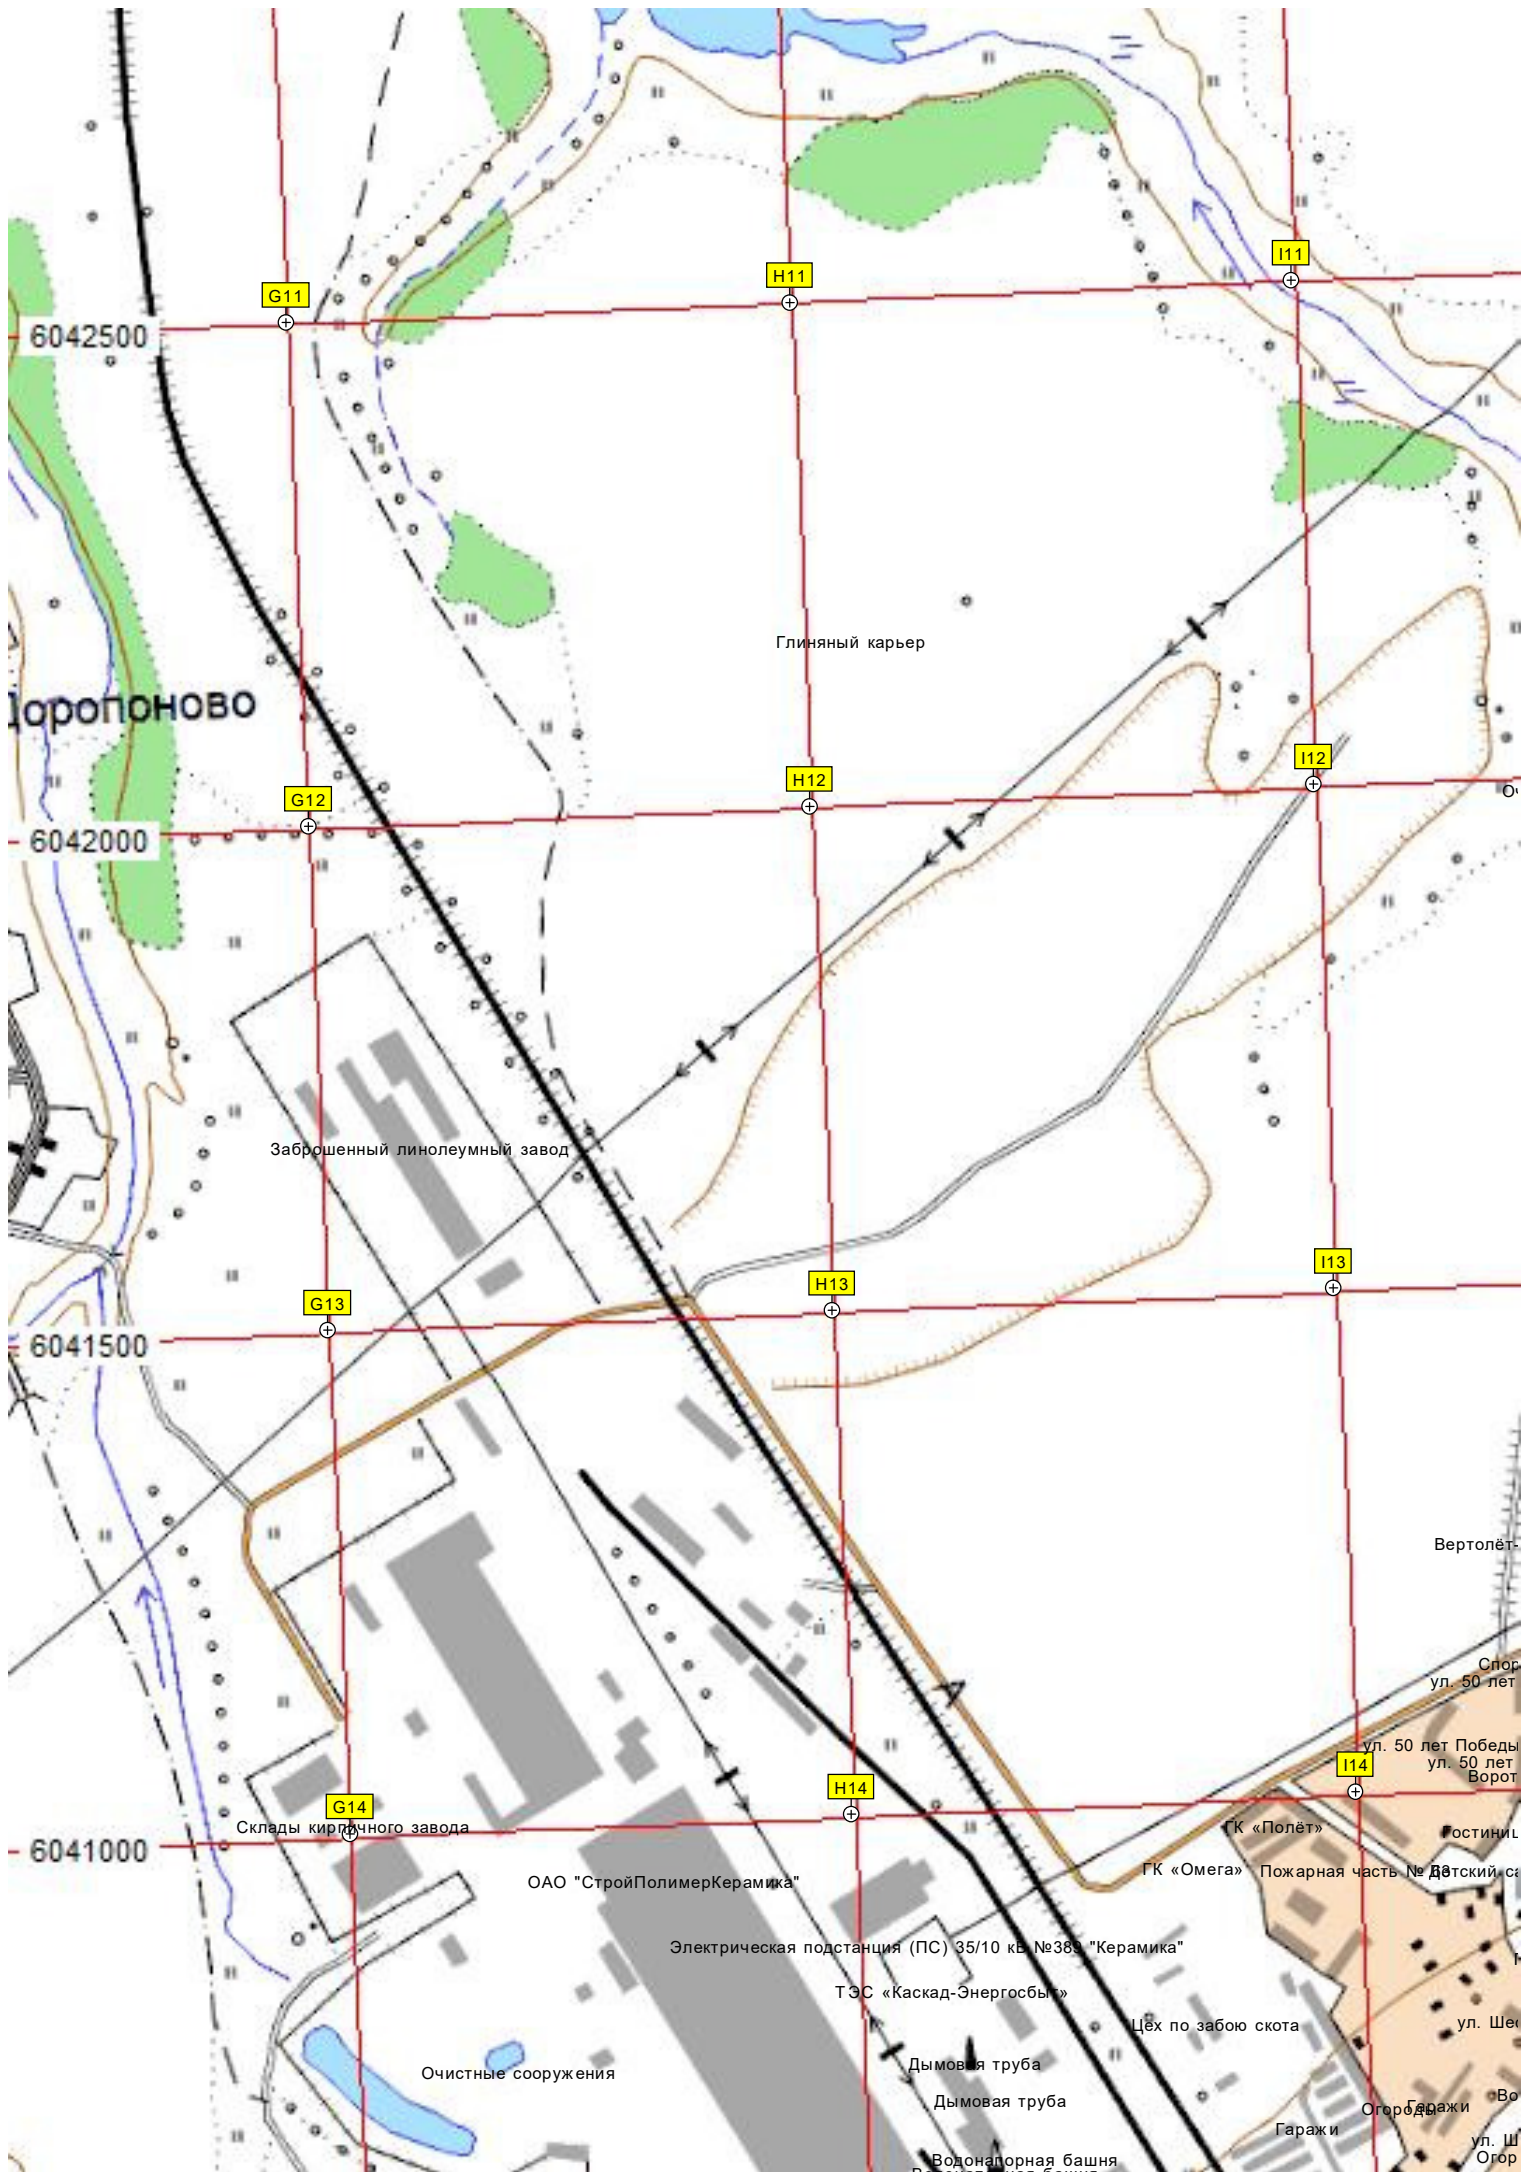 I11
H11
G11
6042500
Глиняный карьер
Доропоново
I12
H12
G12
6042000
Заброшенный линолеумный завод
I13
H13
G13
6041500
Вертолёт-
Спор
ул. 50 лет
ул. 50 лет Победы
ул. 50 лет
I14
Ворот
H14
G14
Склады кирпичного завода
ГК «Полёт»
Гостиниц
6041000
ГК «Омега»
Пожарная часть №
Детский са
ОАО "СтройПолимерКерамика"
Электрическая подстанция (ПС) 35/10 кВ №389 "Керамика"
ТЭС «Каскад-Энергосбыт»
Цех по забою скота
ул. Шес
Дымовая труба
Очистные сооружения
Дымовая труба
Во
Огороды
Гаражи
Гаражи
ул. Ш
Огор
Водонапорная башня